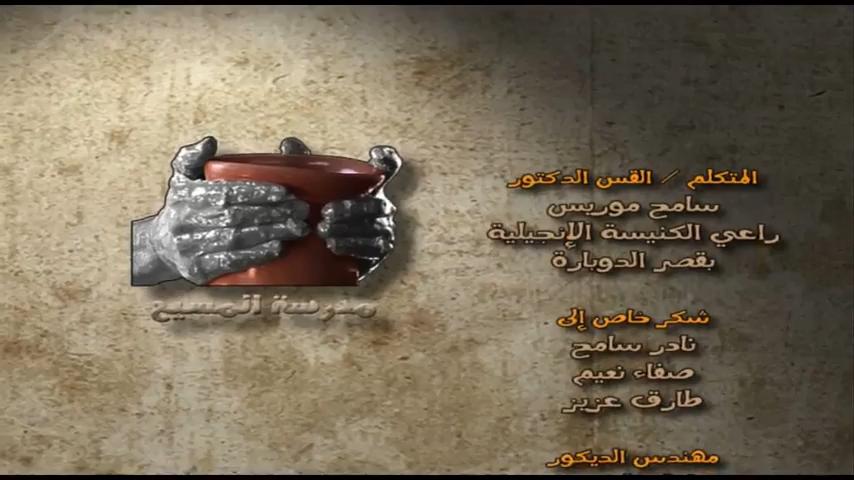 المتكلم / القس الدكتور
سامح موريس
راعي الكنيسة الإنجيلية
بقصر الدوبارة
شكر خاص إلى
نادر سامح
صفاء نعيم
طارق عزيز
مهندس الديكور
مدرسة المسيح